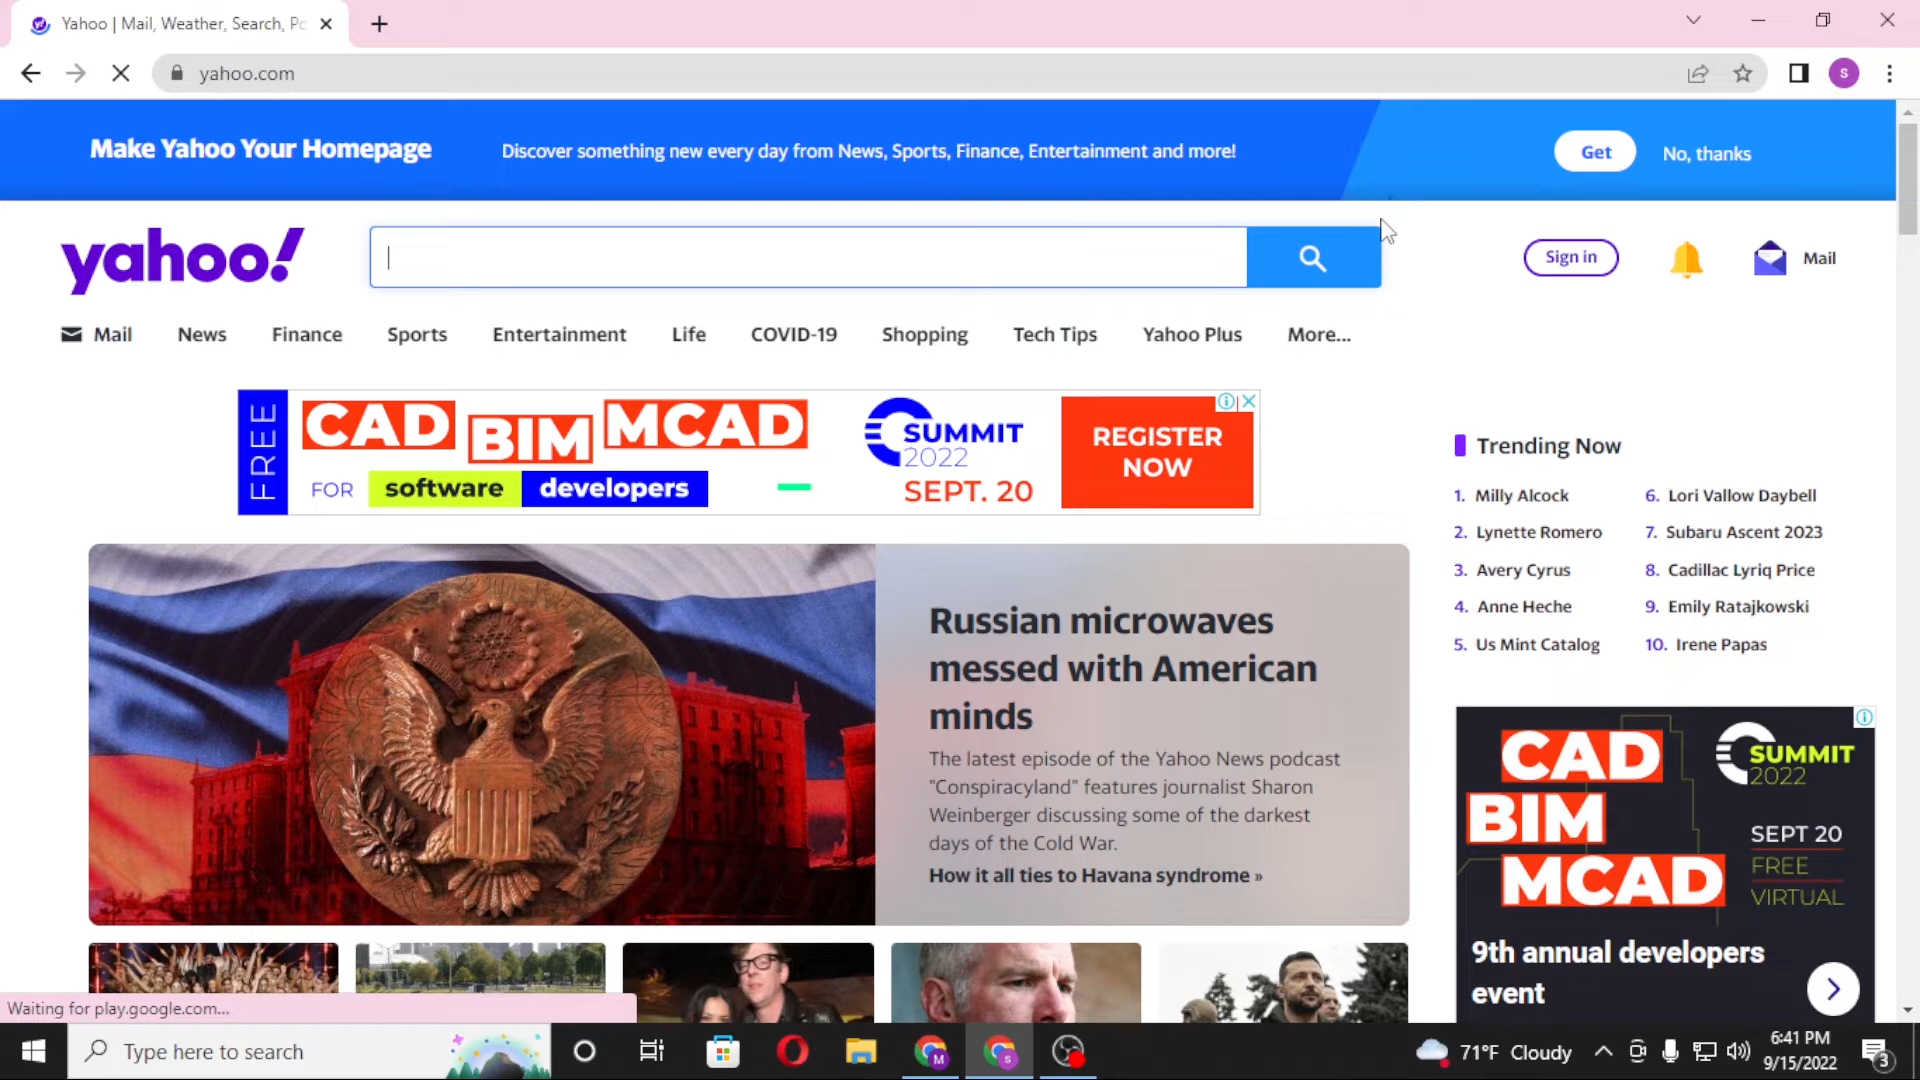 Yahoo | Mail, Weather, Search, Po
yahoo.com
S
Make Yahoo Your Homepage
Discover something new every day from News, Sports, Finance, Entertainment and more!
Get
No, thanks
yahoo!
Sign in
Mail
Mail
News
Finance
Sports
Entertainment
Life
COVID-19
Shopping
Tech Tips
Yahoo Plus
More...
FREE
CAD BIM MCAD
FOR software developers
SUMMIT
2022
SEPT. 20
REGISTER
NOW
Trending Now
1. Milly Alcock
2. Lynette Romero
3. Avery Cyrus
4. Anne Heche
5. Us Mint Catalog
6. Lori Vallow Daybell
7. Subaru Ascent 2023
8. Cadillac Lyriq Price
9. Emily Ratajkowski
10. Irene Papas
Russian microwaves
messed with American
minds
The latest episode of the Yahoo News podcast
"Conspiracyland" features journalist Sharon
Weinberger discussing some of the darkest
days of the Cold War.
How it all ties to Havana syndrome »
CAD
BIM
MCAD
SUMMIT
2022
SEPT 20
FREE
VIRTUAL
9th annual developers
event
Waiting for play.google.com...
Type here to search
M
S
71°F Cloudy
6:41 PM
9/15/2022
3